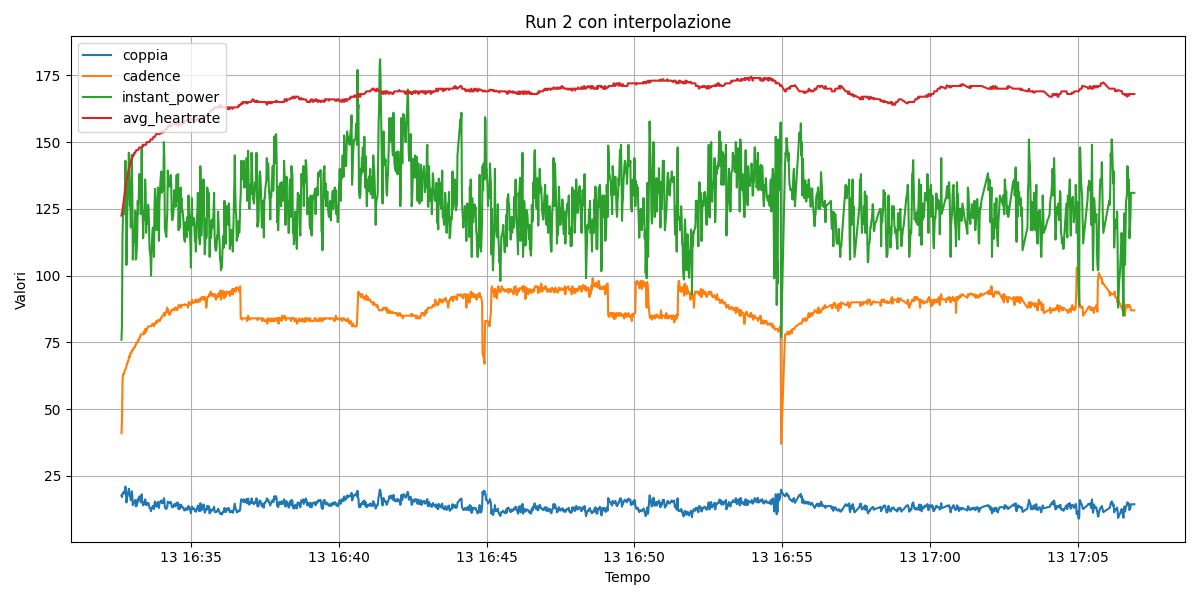 Run 2 con interpolazione
coppia
cadence
instant_power
avg_heartrate
175
150
125
100
75
50
25
Valori
13 16:35 13 16:40 13 16:45 13 16:50 13 16:55 13 17:00 13 17:05
Tempo